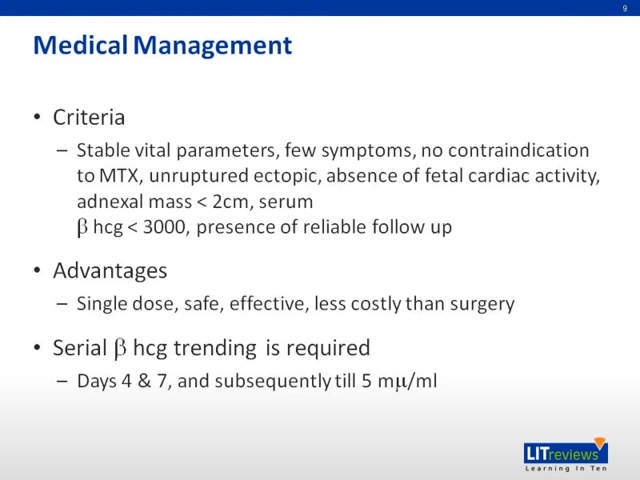 9
Medical Management
• Criteria
– Stable vital parameters, few symptoms, no contraindication
to MTX, unruptured ectopic, absence of fetal cardiac activity,
adnexal mass < 2cm, serum
β hcg < 3000, presence of reliable follow up
• Advantages
– Single dose, safe, effective, less costly than surgery
• Serial β hcg trending is required
– Days 4 & 7, and subsequently till 5 mμ/ml
LITreviews
Learning In Ten